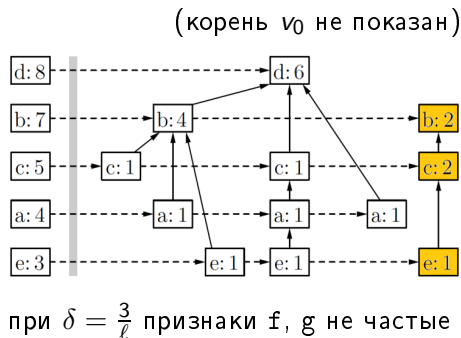 (корень v₀ не показан)
d: 8 d: 6
b: 7 b: 4 b: 2
c: 5 c: 1 c: 1 c: 2
a: 4 a: 1 a: 1 a: 1
e: 3 e: 1 e: 1 e: 1
при δ = 3/ℓ признаки f, g не частые